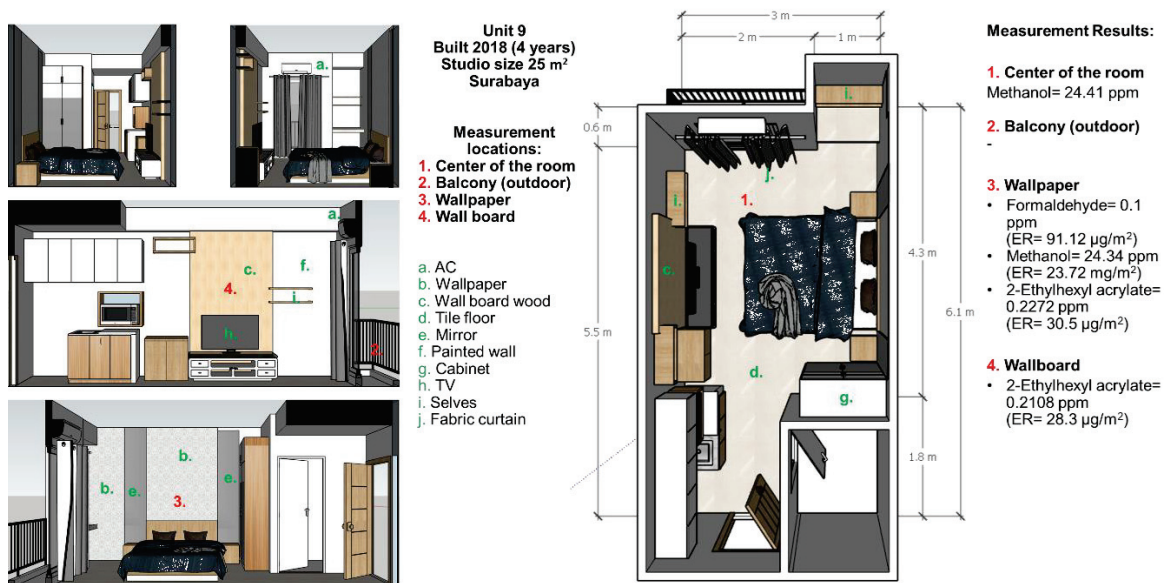 Unit 9
Built 2018 (4 years)
Studio size 25 m²
Surabaya
Measurement
locations:
1. Center of the room
2. Balcony (outdoor)
3. Wallpaper
4. Wall board
a. AC
b. Wallpaper
c. Wall board wood
d. Tile floor
e. Mirror
f. Painted wall
g. Cabinet
h. TV
i. Selves
j. Fabric curtain
a.
a.
c.
f.
4.
i.
h.
2.
b.
b.
e.
e.
3.
3 m
2 m
1 m
0.6 m
i.
j.
i.
1.
c.
4.3 m
5.5 m
6.1 m
d.
g.
1.8 m
Measurement Results:
1. Center of the room
Methanol= 24.41 ppm
2. Balcony (outdoor)
-
3. Wallpaper
• Formaldehyde= 0.1
ppm
(ER= 91.12 µg/m²)
• Methanol= 24.34 ppm
(ER= 23.72 mg/m²)
• 2-Ethylhexyl acrylate=
0.2272 ppm
(ER= 30.5 µg/m²)
4. Wallboard
• 2-Ethylhexyl acrylate=
0.2108 ppm
(ER= 28.3 µg/m²)